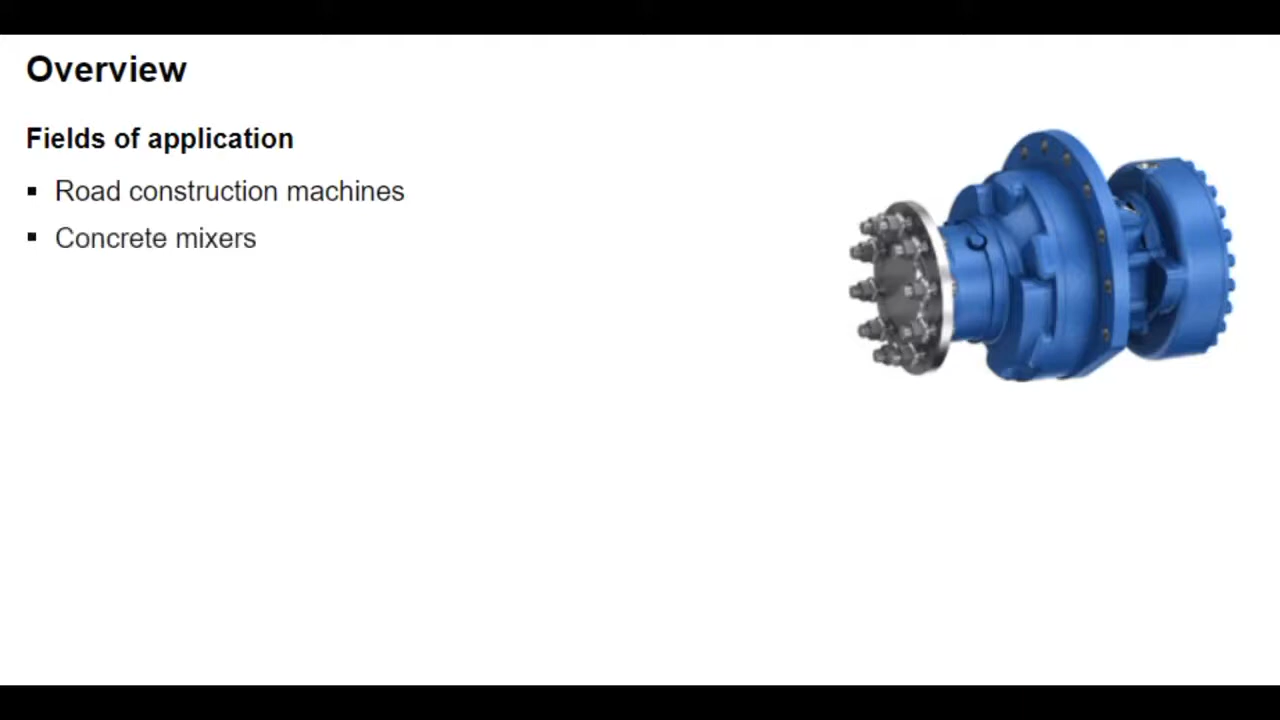 Overview
Fields of application
▪ Road construction machines
▪ Concrete mixers